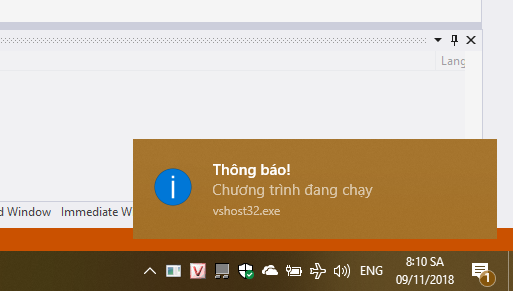 Lang
Thông báo!
Chương trình đang chạy
vshost32.exe
d Window Immediate W
V
ENG
8:10 SA
09/11/2018
1